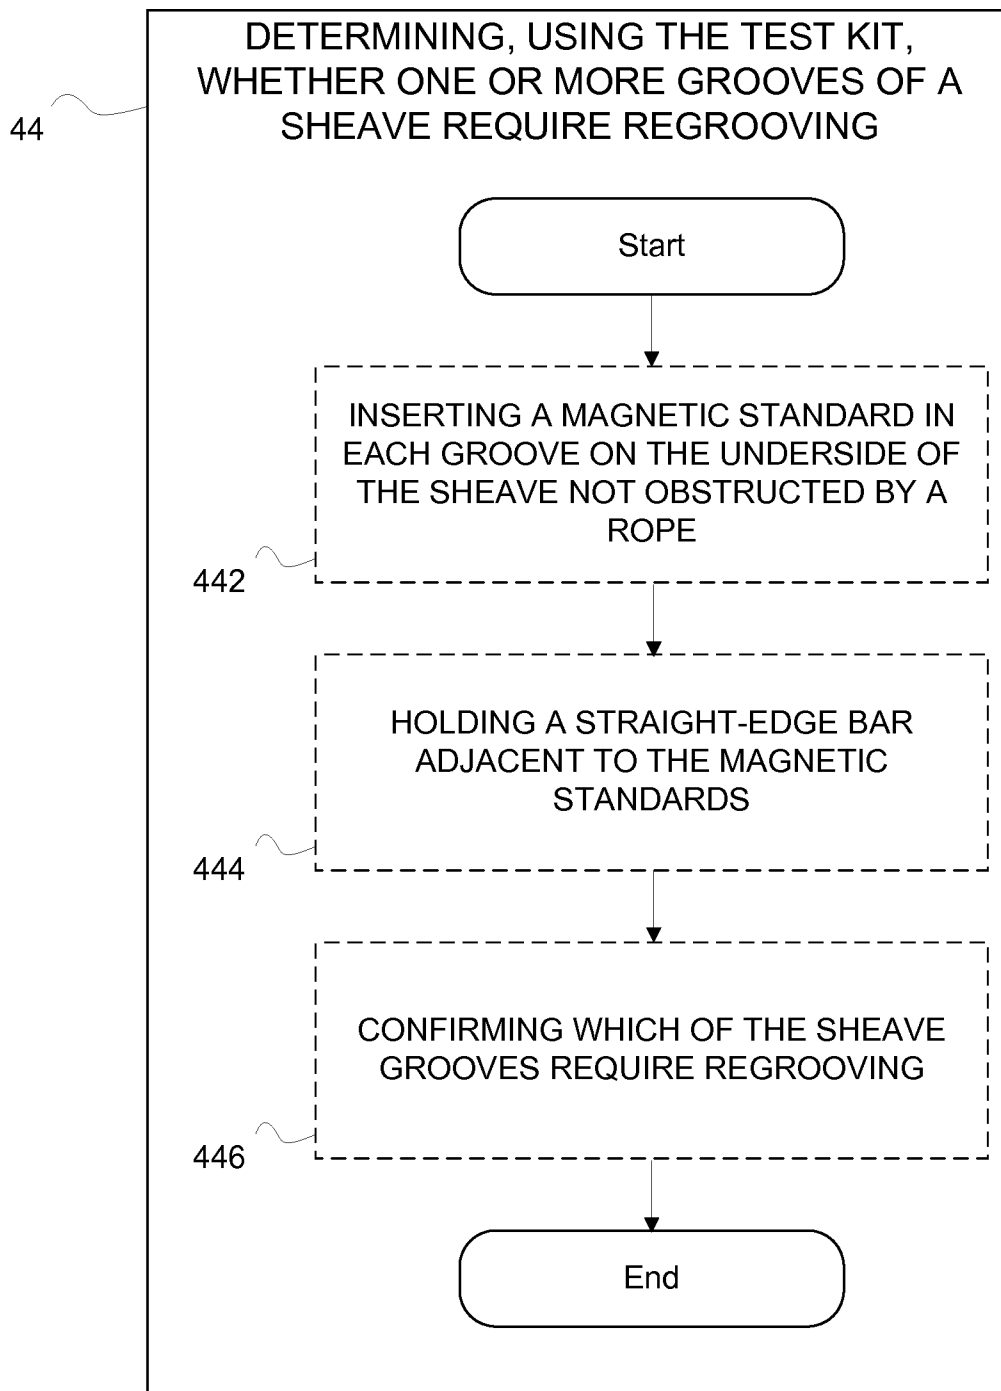 DETERMINING, USING THE TEST KIT,
WHETHER ONE OR MORE GROOVES OF A
SHEAVE REQUIRE REGROOVING
44
Start
INSERTING A MAGNETIC STANDARD IN
EACH GROOVE ON THE UNDERSIDE OF
THE SHEAVE NOT OBSTRUCTED BY A
ROPE
442
HOLDING A STRAIGHT-EDGE BAR
ADJACENT TO THE MAGNETIC
STANDARDS
444
CONFIRMING WHICH OF THE SHEAVE
GROOVES REQUIRE REGROOVING
446
End